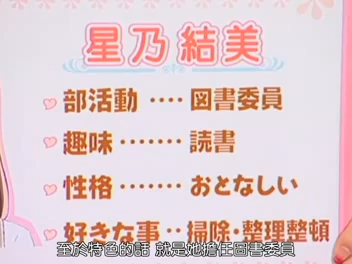 星乃結美
部活動 ‥‥ 図書委員
趣味 ‥‥‥‥ 読書
性格 ‥‥‥‥ おとなしい
好きな事 ‥ 掃除・整理整頓
至於特色的話 就是她擔任圖書委員